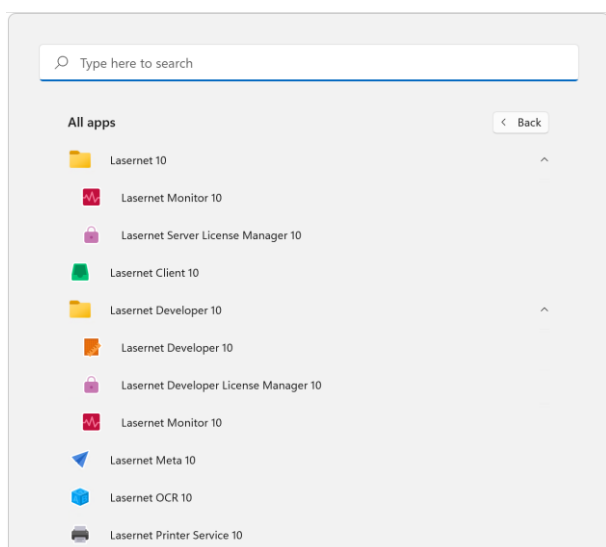 Type here to search
All apps
Back
Lasernet 10
Lasernet Monitor 10
Lasernet Server License Manager 10
Lasernet Client 10
Lasernet Developer 10
Lasernet Developer 10
Lasernet Developer License Manager 10
Lasernet Monitor 10
Lasernet Meta 10
Lasernet OCR 10
Lasernet Printer Service 10